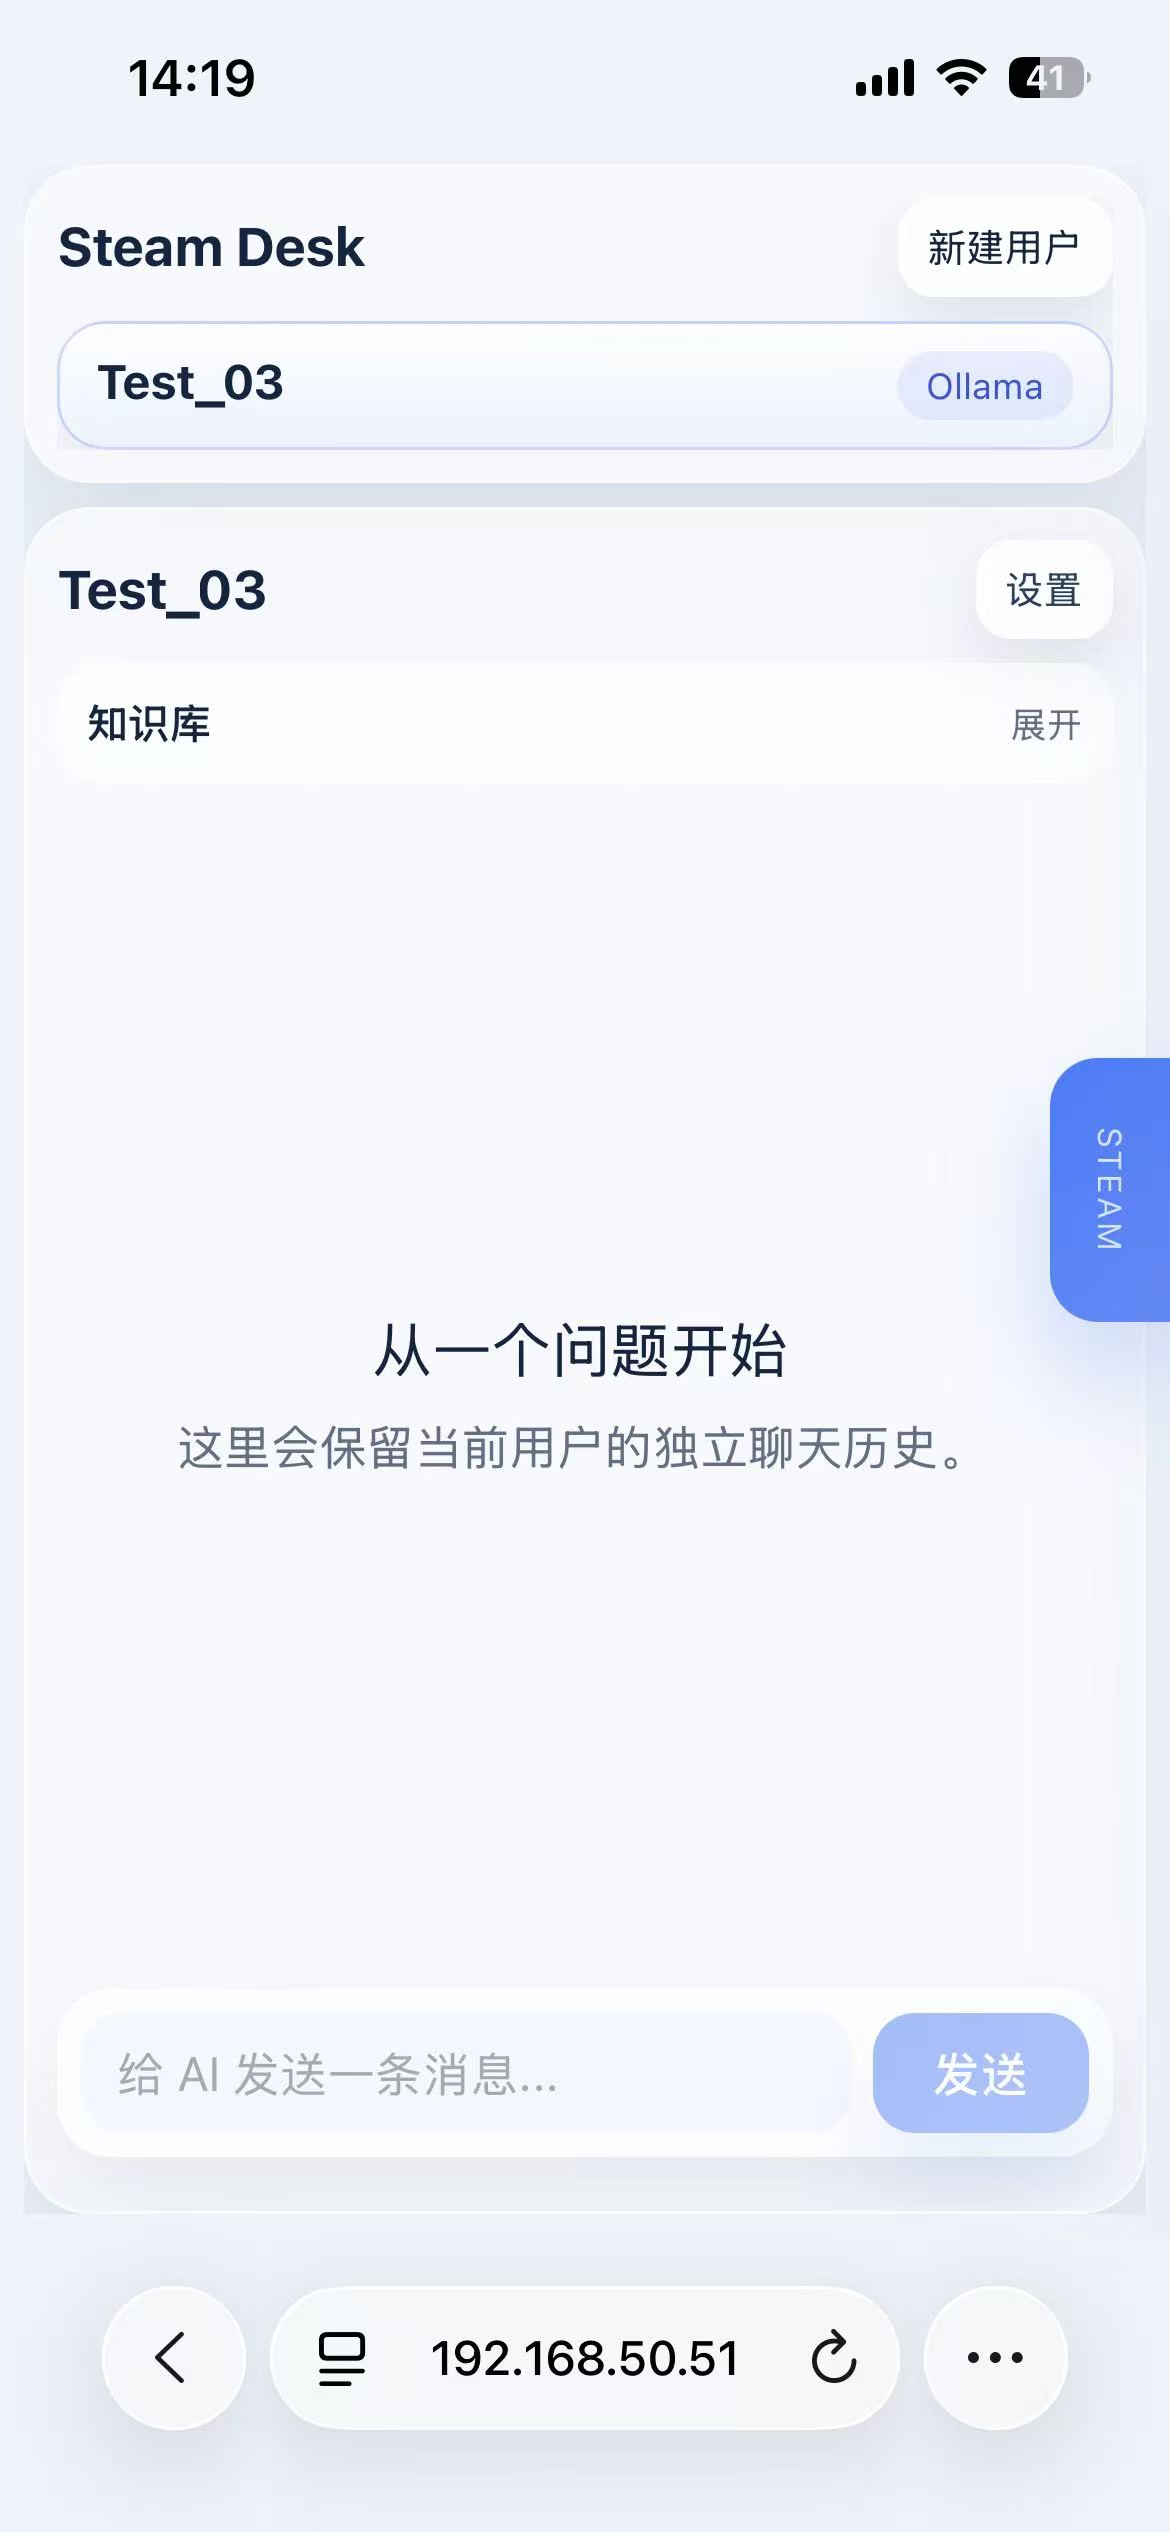 14:19
41
Steam Desk
新建用户
Test_03
Ollama
Test_03
设置
知识库
展开
STEAM
从一个问题开始
这里会保留当前用户的独立聊天历史。
给 AI 发送一条消息...
发送
192.168.50.51